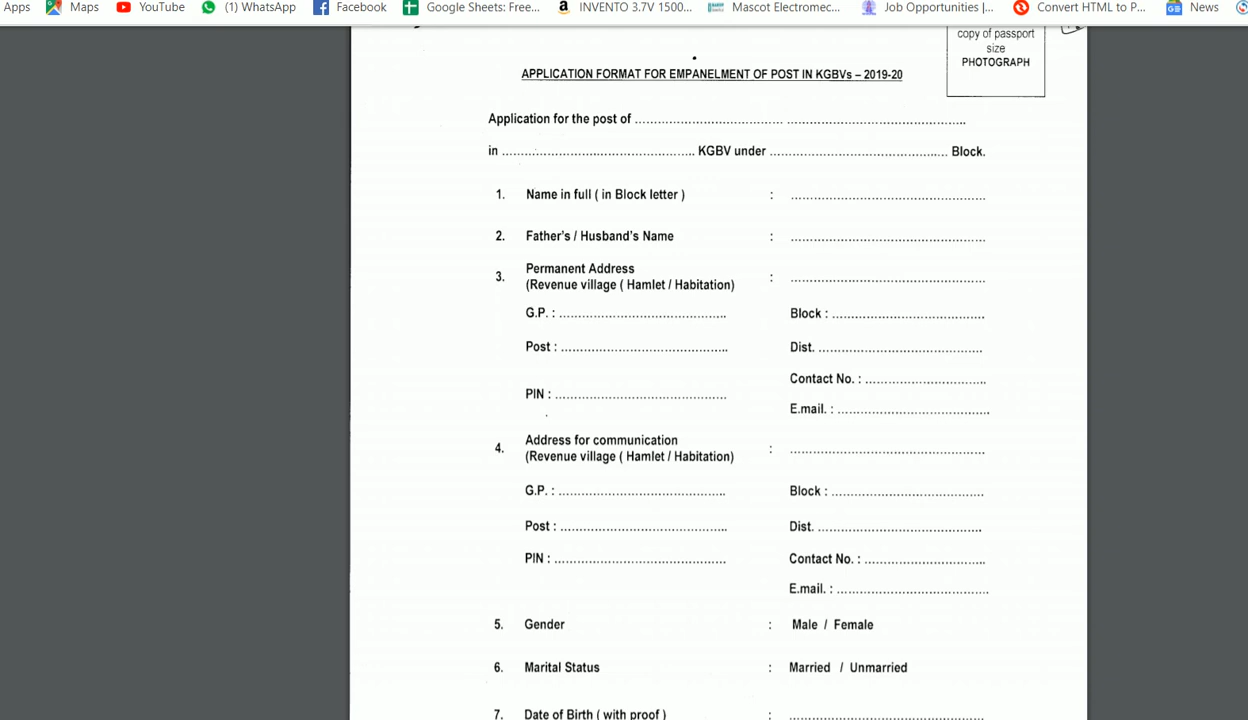 Apps Maps YouTube (1) WhatsApp Facebook Google Sheets: Free... INVENTO 3.7V 1500... Mascot Electromec... Job Opportunities |... Convert HTML to P... News
copy of passport
size
PHOTOGRAPH
APPLICATION FORMAT FOR EMPANELMENT OF POST IN KGBVs – 2019-20
Application for the post of ........................................................ ........................................................
in ........................................................ KGBV under ........................................................ Block.
1. Name in full ( in Block letter ) : ........................................................
2. Father's / Husband's Name : ........................................................
3. Permanent Address
(Revenue village ( Hamlet / Habitation) : ........................................................
G.P. : ................................................ Block : ................................................
Post : ................................................ Dist. ................................................
Contact No. : ....................................
PIN : ................................................
E.mail. : ............................................
4. Address for communication
(Revenue village ( Hamlet / Habitation) : ........................................................
G.P. : ................................................ Block : ................................................
Post : ................................................ Dist. ................................................
PIN : ................................................ Contact No. : ....................................
E.mail. : ............................................
5. Gender : Male / Female
6. Marital Status : Married / Unmarried
7. Date of Birth ( with proof ) : ........................................................